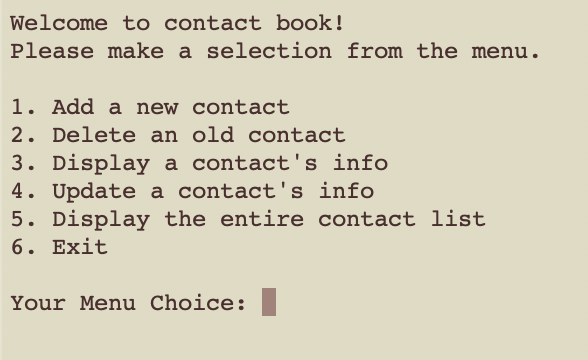 Welcome to contact book!
Please make a selection from the menu.
1. Add a new contact
2. Delete an old contact
3. Display a contact's info
4. Update a contact's info
5. Display the entire contact list
6. Exit
Your Menu Choice: